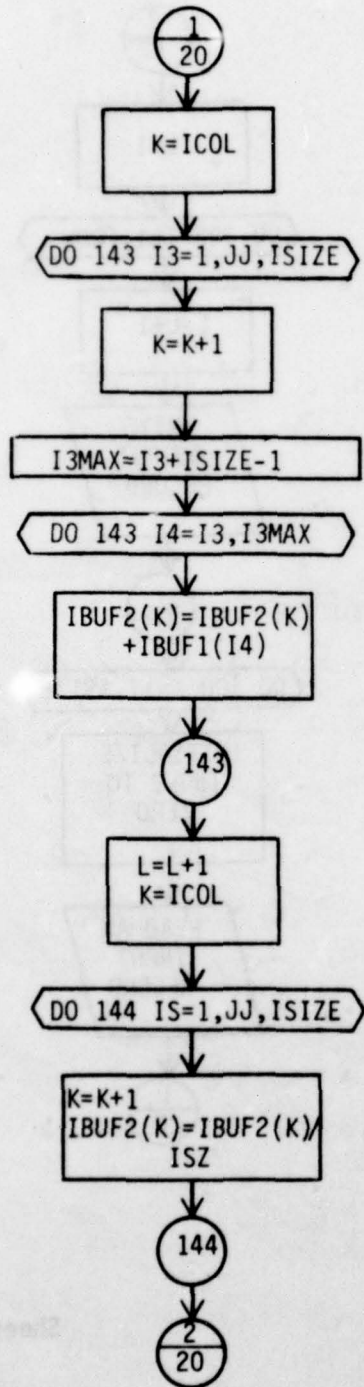 1
20
K=ICOL
DO 143 I3=1,JJ,ISIZE
K=K+1
I3MAX=I3+ISIZE-1
DO 143 I4=I3,I3MAX
IBUF2(K)=IBUF2(K)
+IBUF1(I4)
143
L=L+1
K=ICOL
DO 144 IS=1,JJ,ISIZE
K=K+1
IBUF2(K)=IBUF2(K)/
ISZ
144
2
20